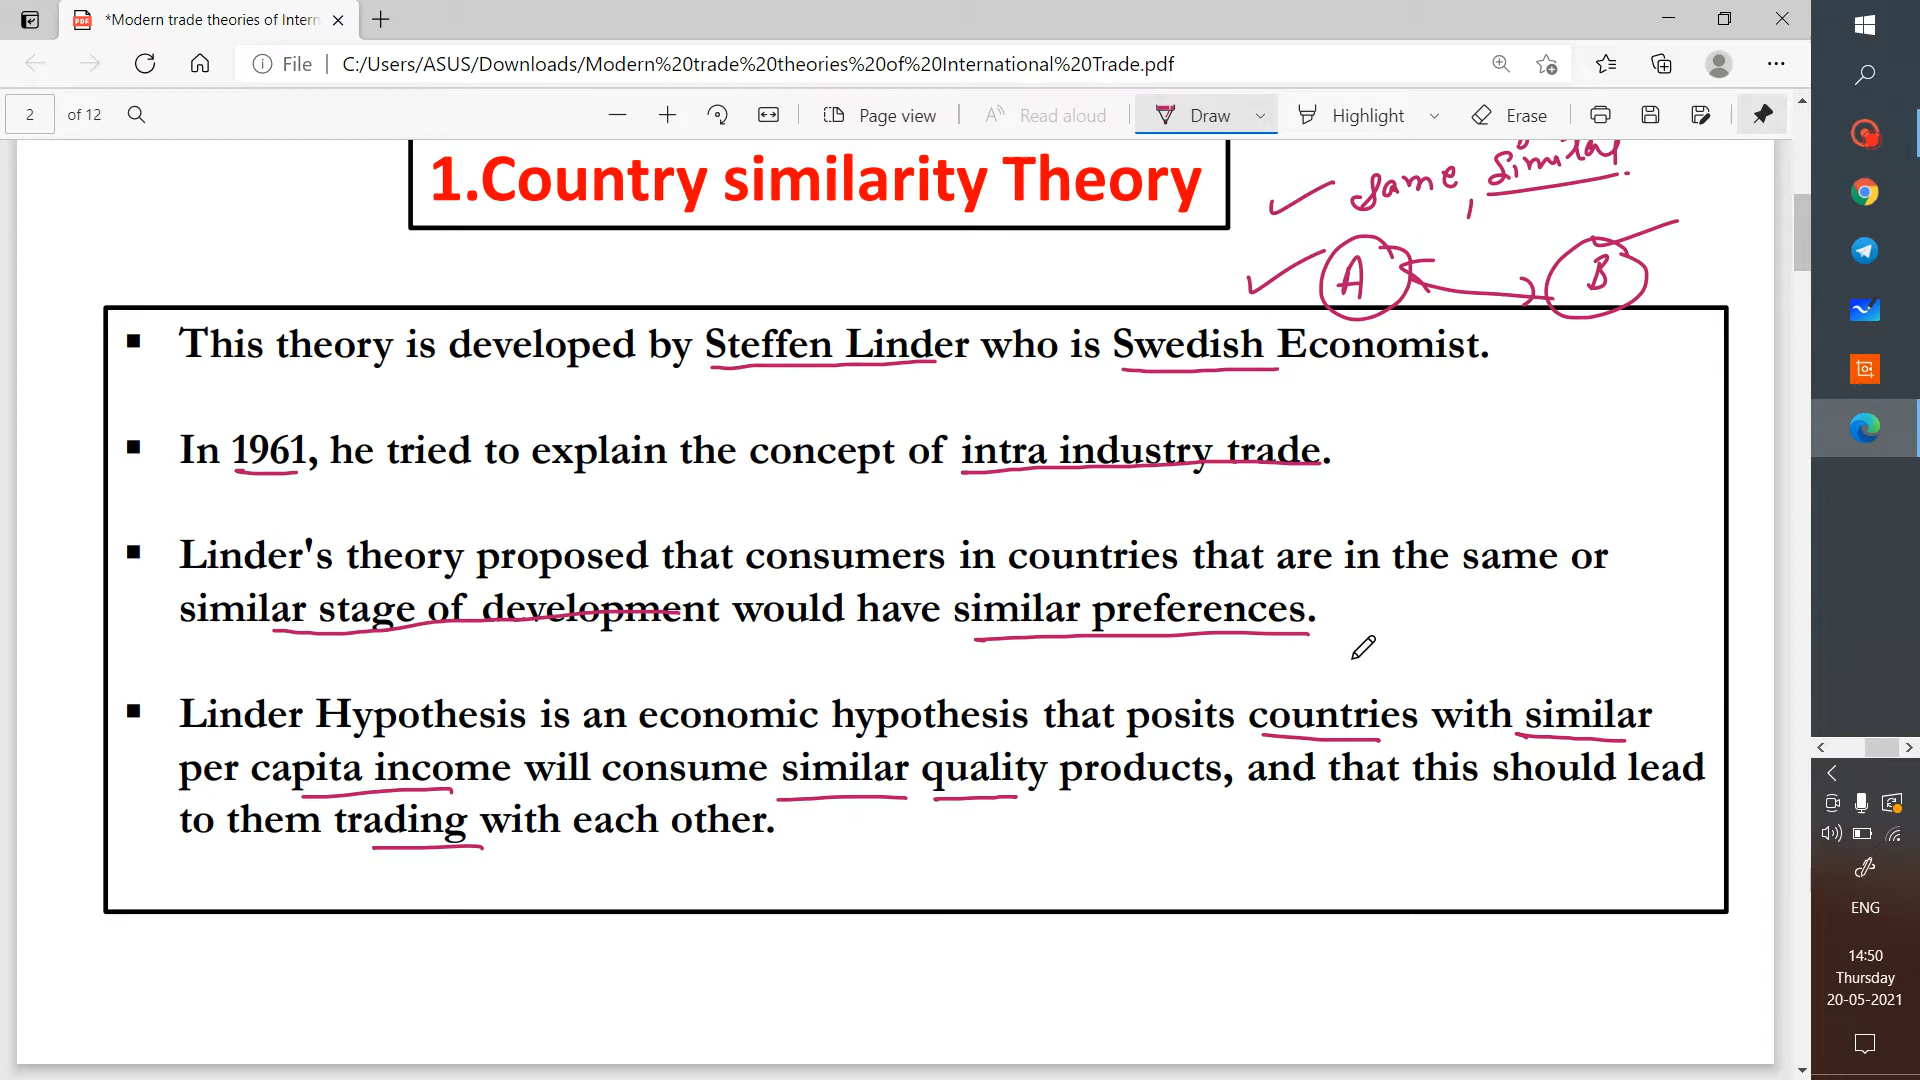 *Modern trade theories of Intern
File
C:/Users/ASUS/Downloads/Modern%20trade%20theories%20of%20International%20Trade.pdf
2 of 12
Page view
Read aloud
Draw
Highlight
Erase
1.Country similarity Theory
Same, Similar.
A B
▪ This theory is developed by Steffen Linder who is Swedish Economist.
▪ In 1961, he tried to explain the concept of intra industry trade.
▪ Linder's theory proposed that consumers in countries that are in the same or
similar stage of development would have similar preferences.
▪ Linder Hypothesis is an economic hypothesis that posits countries with similar
per capita income will consume similar quality products, and that this should lead
to them trading with each other.
ENG
14:50
Thursday
20-05-2021